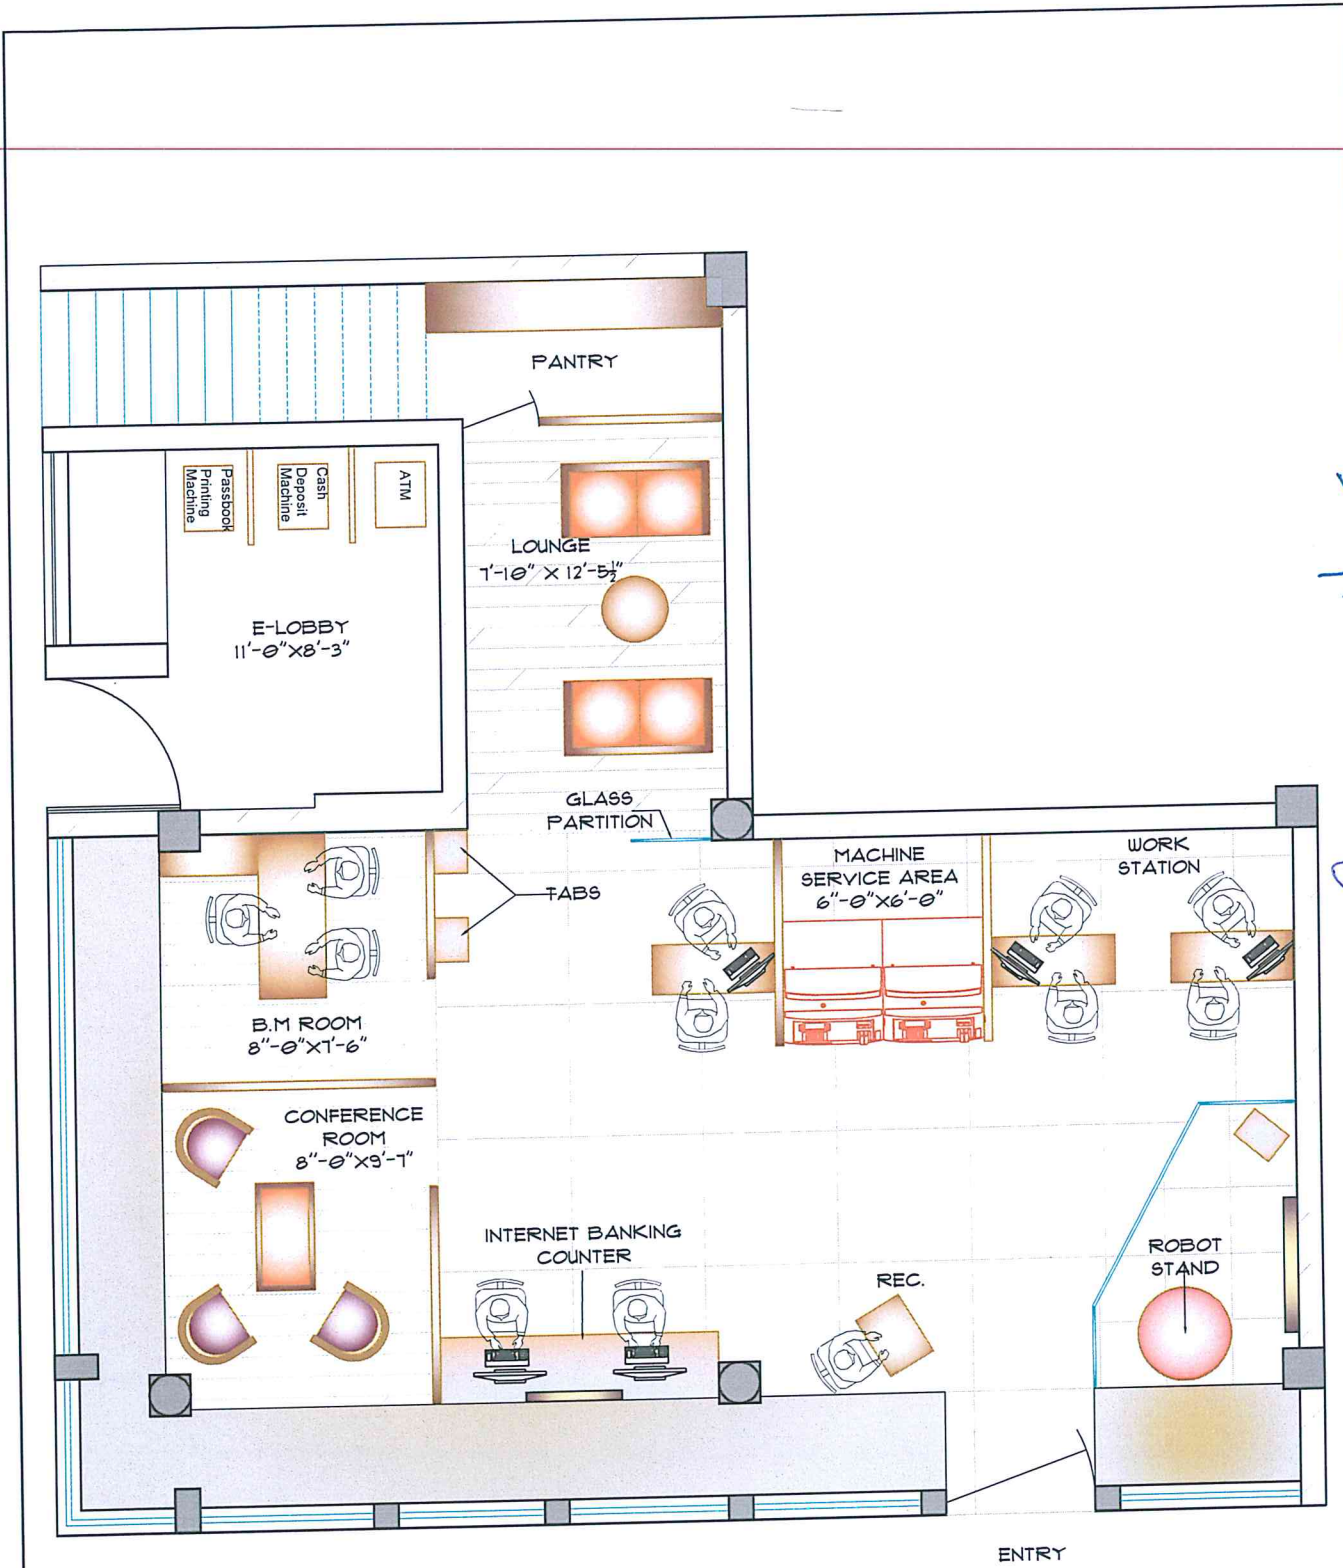 PANTRY
ATM
Cash
Deposit
Machine
Passbook
Printing
Machine
LOUNGE
7'-10" X 12'-5½"
E-LOBBY
11'-0"X8'-3"
GLASS
PARTITION
TABS
MACHINE
SERVICE AREA
6"-0"X6'-0"
WORK
STATION
B.M ROOM
8"-0"X7'-6"
CONFERENCE
ROOM
8"-0"X9'-7"
INTERNET BANKING
COUNTER
REC.
ROBOT
STAND
ENTRY